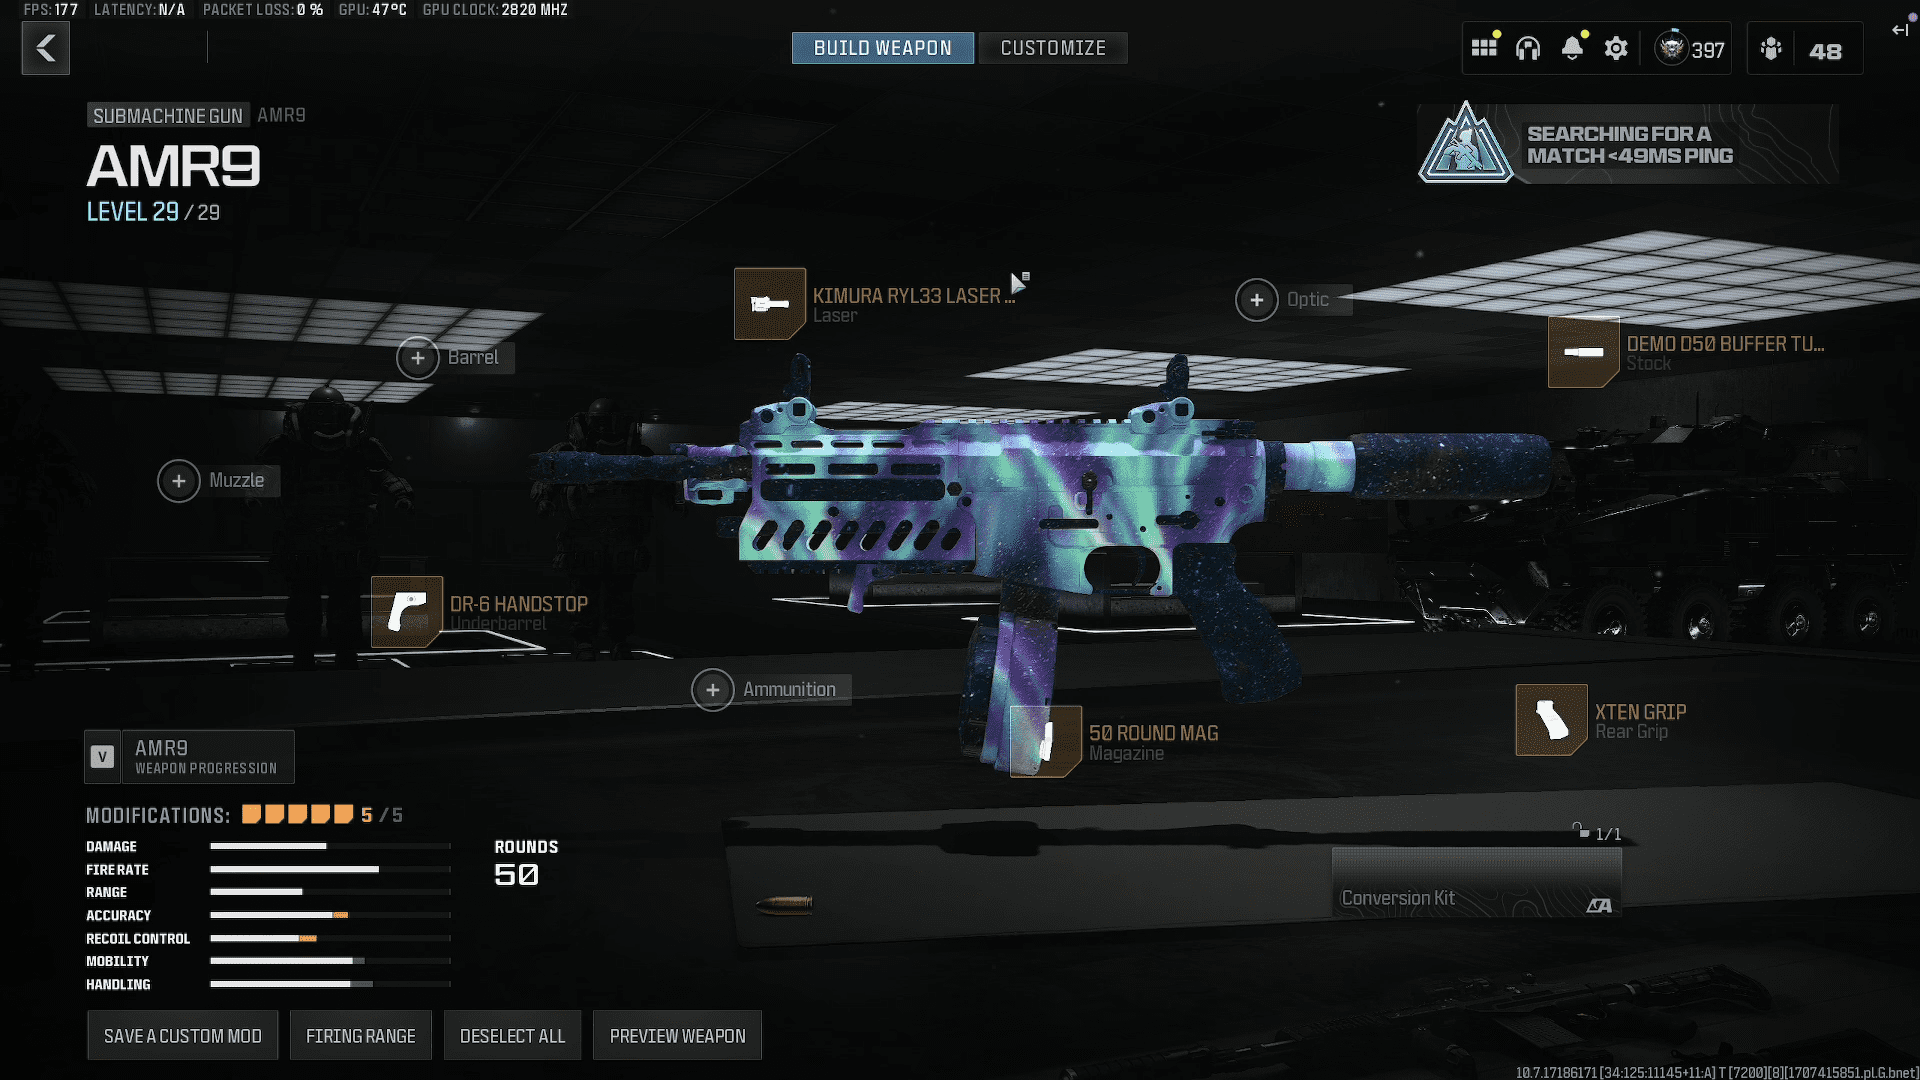 FPS: 177 LATENCY: N/A PACKET LOSS: 0 % GPU: 47°C GPU CLOCK: 2820 MHZ
BUILD WEAPON CUSTOMIZE
397
48
SUBMACHINE GUN AMR9
AMR9
LEVEL 29 / 29
SEARCHING FOR A
MATCH <49MS PING
KIMURA RYL33 LASER ...
Laser
Optic
DEMO D50 BUFFER TU...
Stock
Barrel
Muzzle
DR-6 HANDSTOP
Underbarrel
Ammunition
50 ROUND MAG
Magazine
XTEN GRIP
Rear Grip
V AMR9
WEAPON PROGRESSION
MODIFICATIONS: 5 / 5
DAMAGE
FIRE RATE
RANGE
ACCURACY
RECOIL CONTROL
MOBILITY
HANDLING
ROUNDS
50
1/1
Conversion Kit
SAVE A CUSTOM MOD FIRING RANGE DESELECT ALL PREVIEW WEAPON
10.7.17186171 [34:125:11145+11:A] T [7200][8][1707415851.pl.G.bnet]